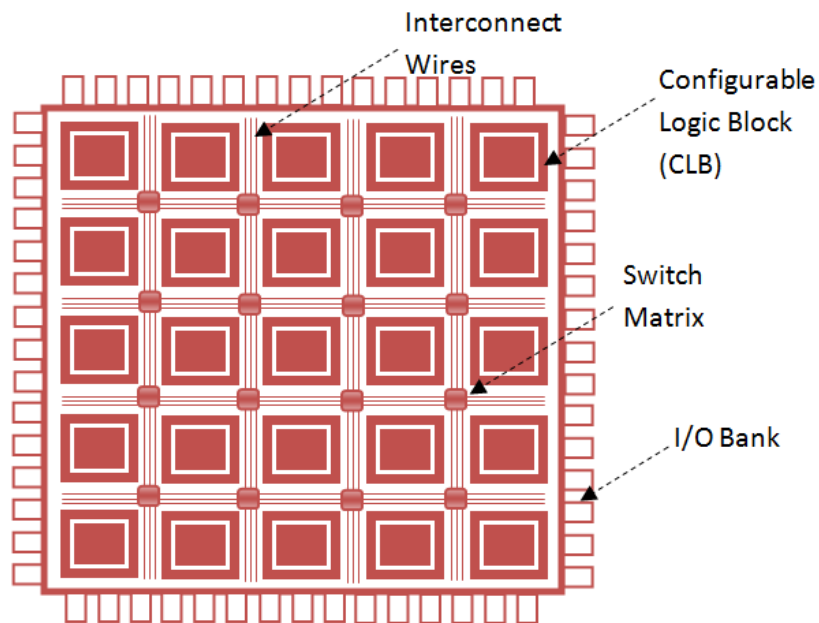 Interconnect
Wires
Configurable
Logic Block
(CLB)
Switch
Matrix
I/O Bank